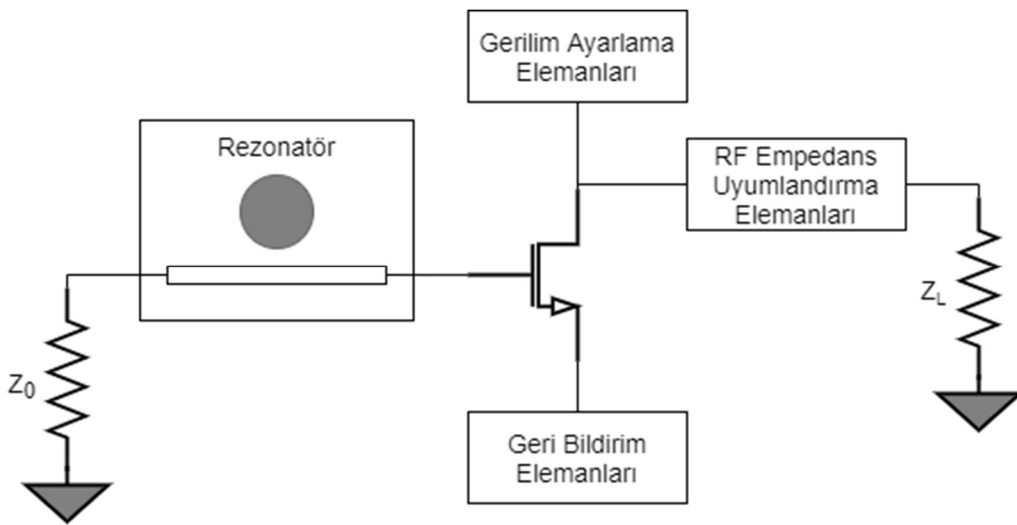 Gerilim Ayarlama
Elemanları
Rezonatör
RF Empedans
Uyumlandırma
Elemanları
Z0
ZL
Geri Bildirim
Elemanları